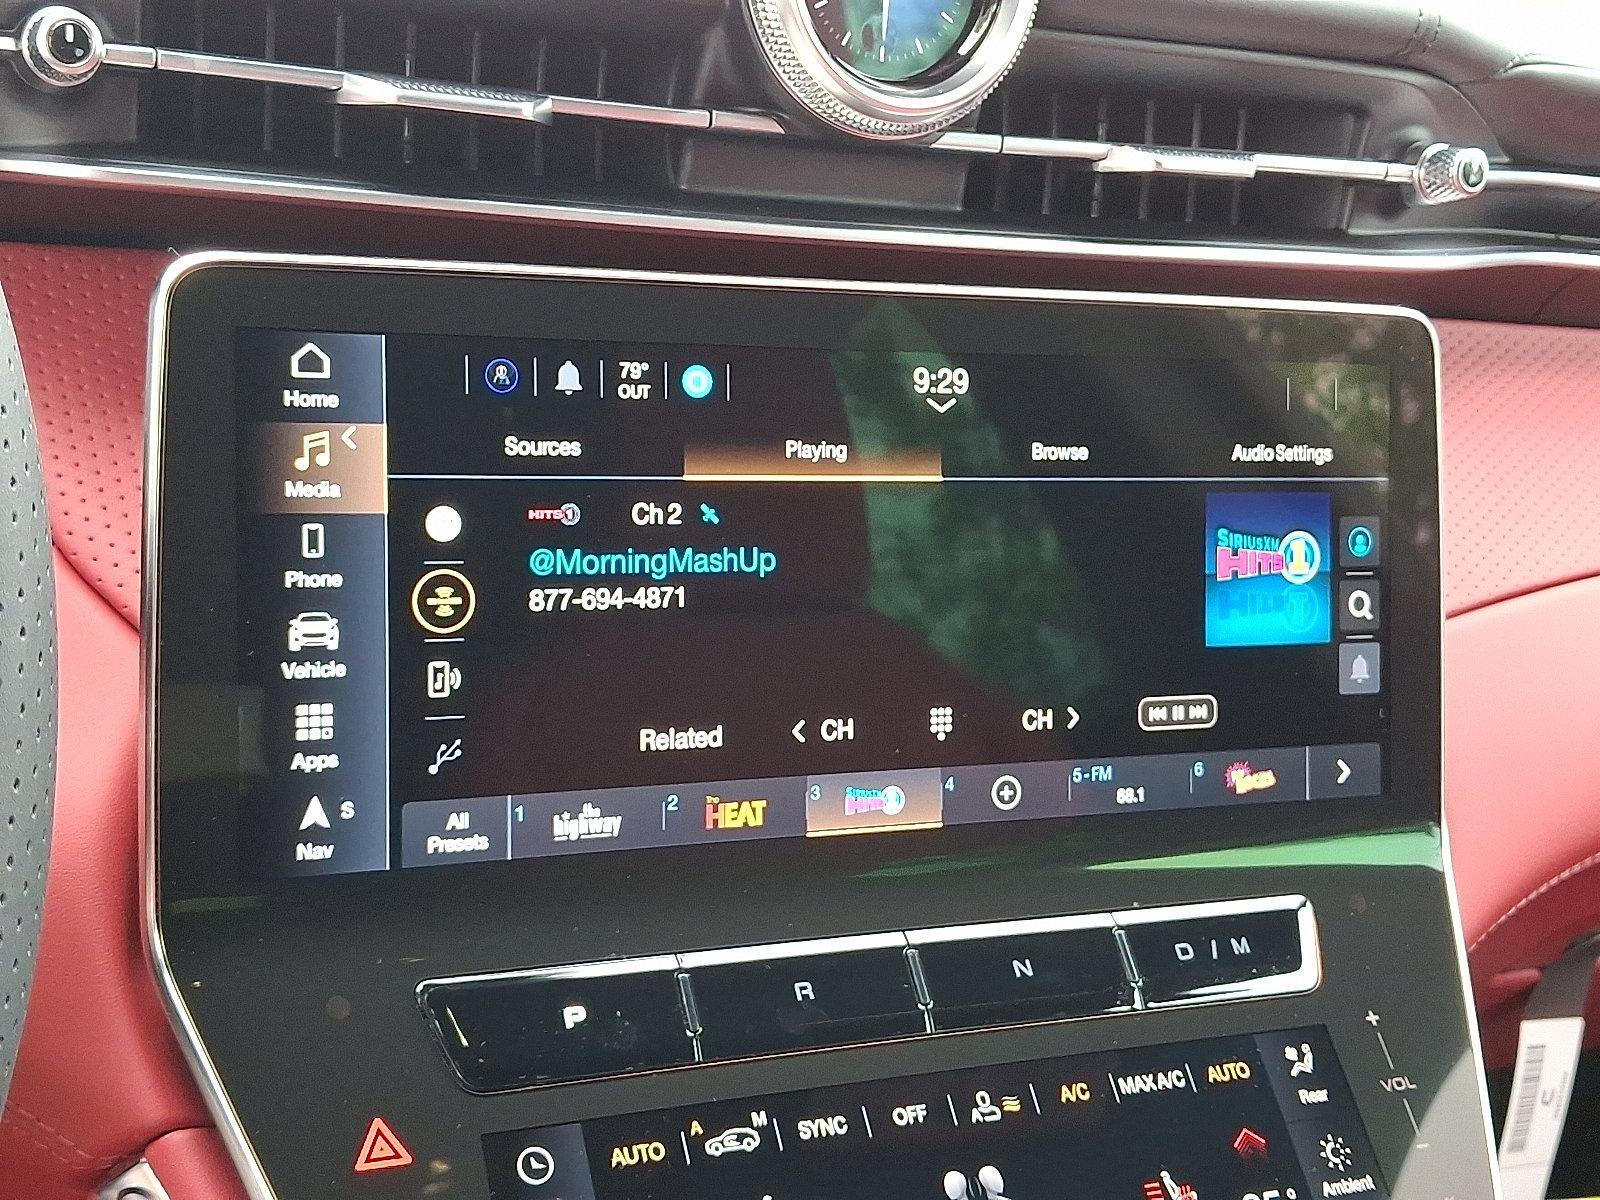 79°
OUT
9:29
Home
Media
Phone
Vehicle
Apps
S
Nav
Sources
Playing
Browse
Audio Settings
HITS 1
Ch 2
@MorningMashUp
877-694-4871
SIRIUSXM
HITS 1
Related
CH
CH
All
Presets
1
the
highway
2
The
HEAT
3
SIRIUSXM
HITS 1
4
5-FM
88.1
6
P
R
N
D / M
+
VOL
-
AUTO
A
M
SYNC
OFF
A/C
MAX A/C
AUTO
Rear
Ambient